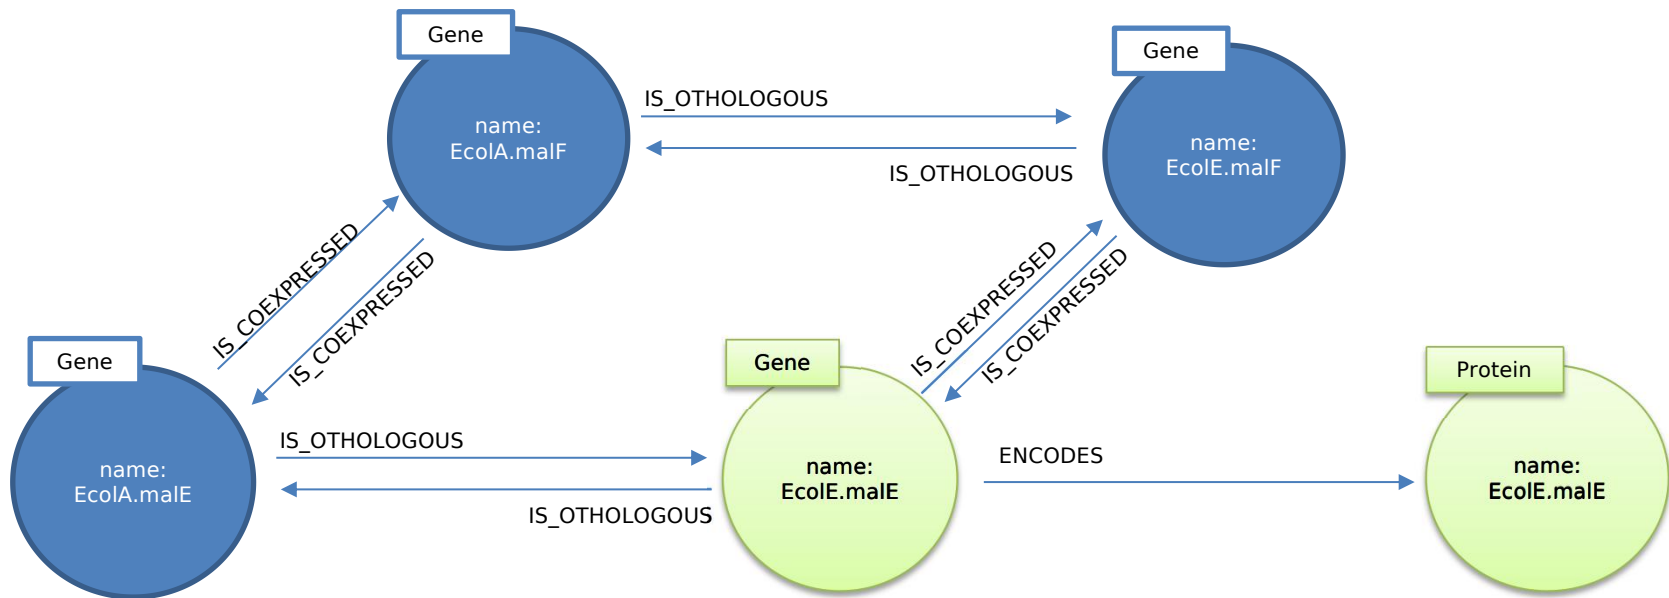 Gene
name:
EcolA.malF
Gene
name:
EcolE.malF
IS_OTHOLOGOUS
IS_OTHOLOGOUS
IS_COEXPRESSED
IS_COEXPRESSED
IS_COEXPRESSED
IS_COEXPRESSED
Gene
name:
EcolA.malE
IS_OTHOLOGOUS
IS_OTHOLOGOUS
Gene
name:
EcolE.malE
ENCODES
Protein
name:
EcolE.malE